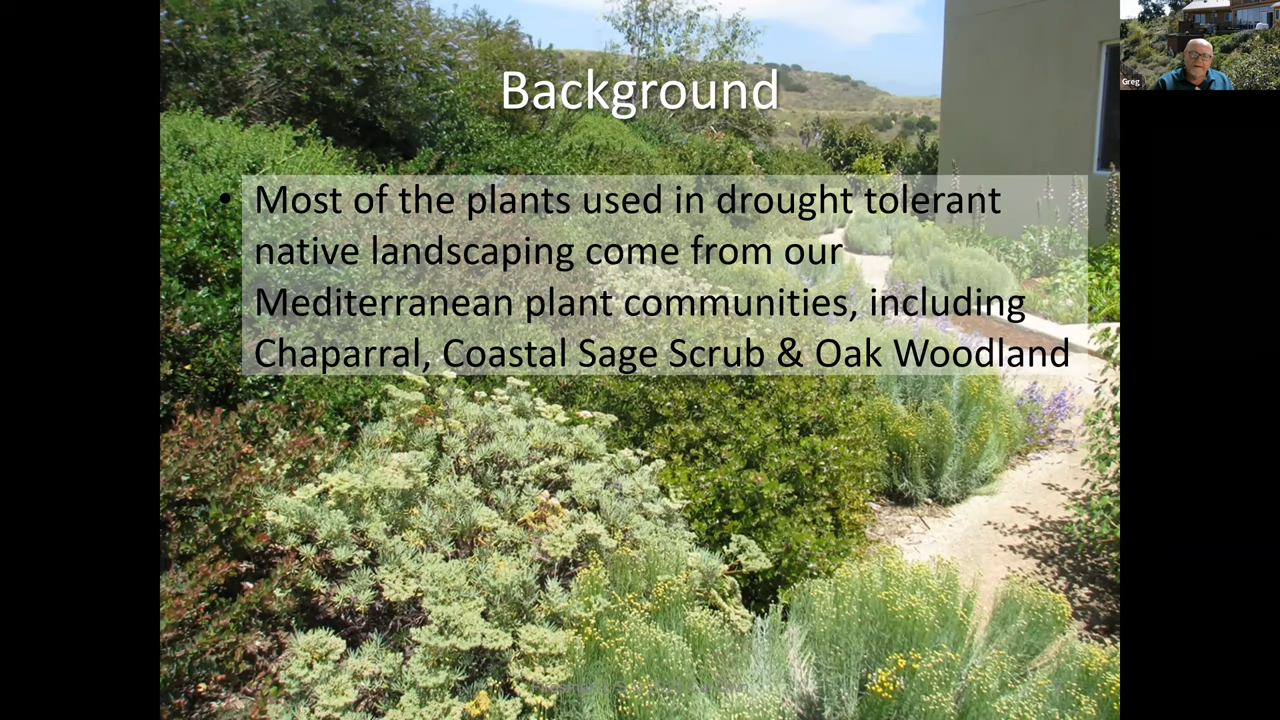 Background
Greg
• Most of the plants used in drought tolerant
native landscaping come from our
Mediterranean plant communities, including
Chaparral, Coastal Sage Scrub & Oak Woodland